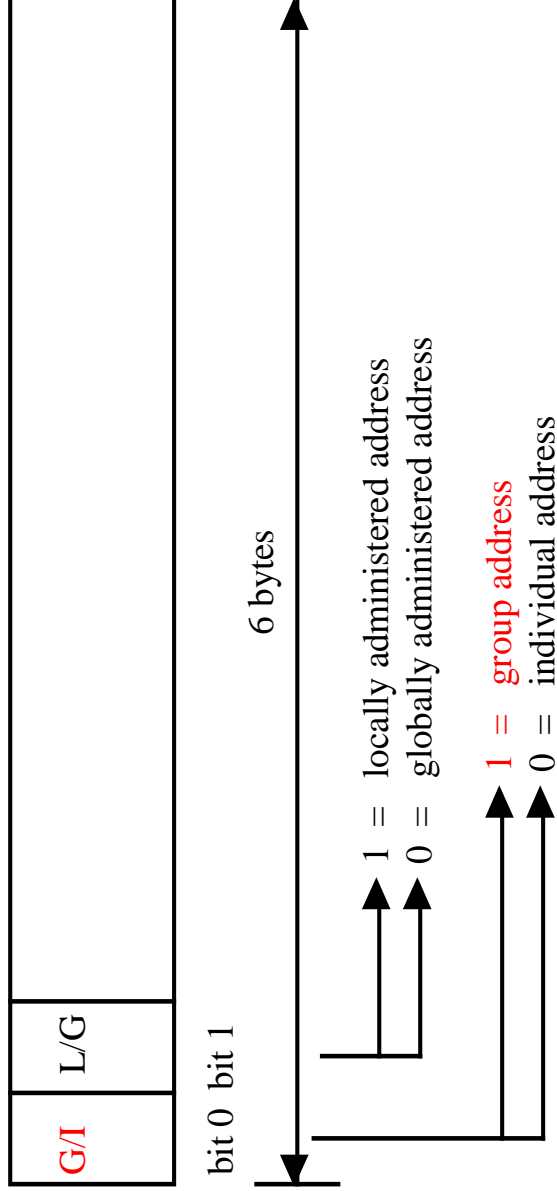 G/I L/G
bit 0 bit 1
6 bytes
1 = locally administered address
0 = globally administered address
1 = group address
0 = individual address